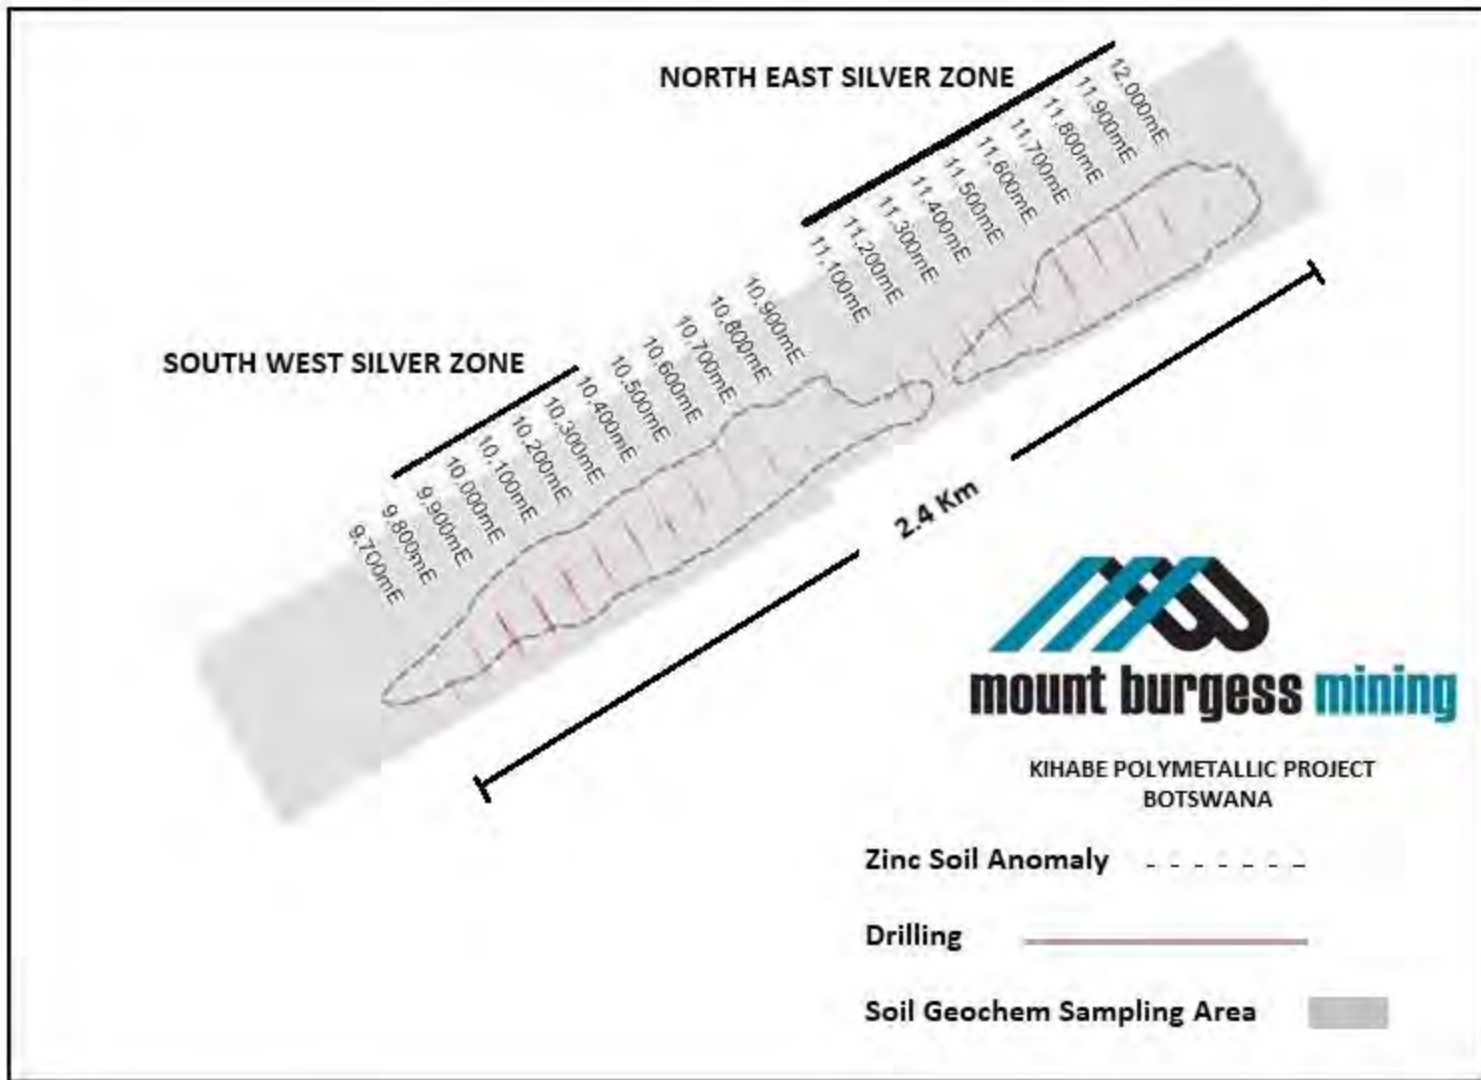 NORTH EAST SILVER ZONE
12,000mE
11,900mE
11,800mE
11,700mE
11,600mE
11,500mE
11,400mE
11,300mE
11,200mE
11,100mE
10,900mE
10,800mE
10,700mE
10,600mE
10,500mE
10,400mE
10,300mE
10,200mE
10,100mE
10,000mE
9,900mE
9,800mE
9,700mE
SOUTH WEST SILVER ZONE
2.4 Km
mount burgess mining
KIHABE POLYMETALLIC PROJECT
BOTSWANA
Zinc Soil Anomaly
Drilling
Soil Geochem Sampling Area